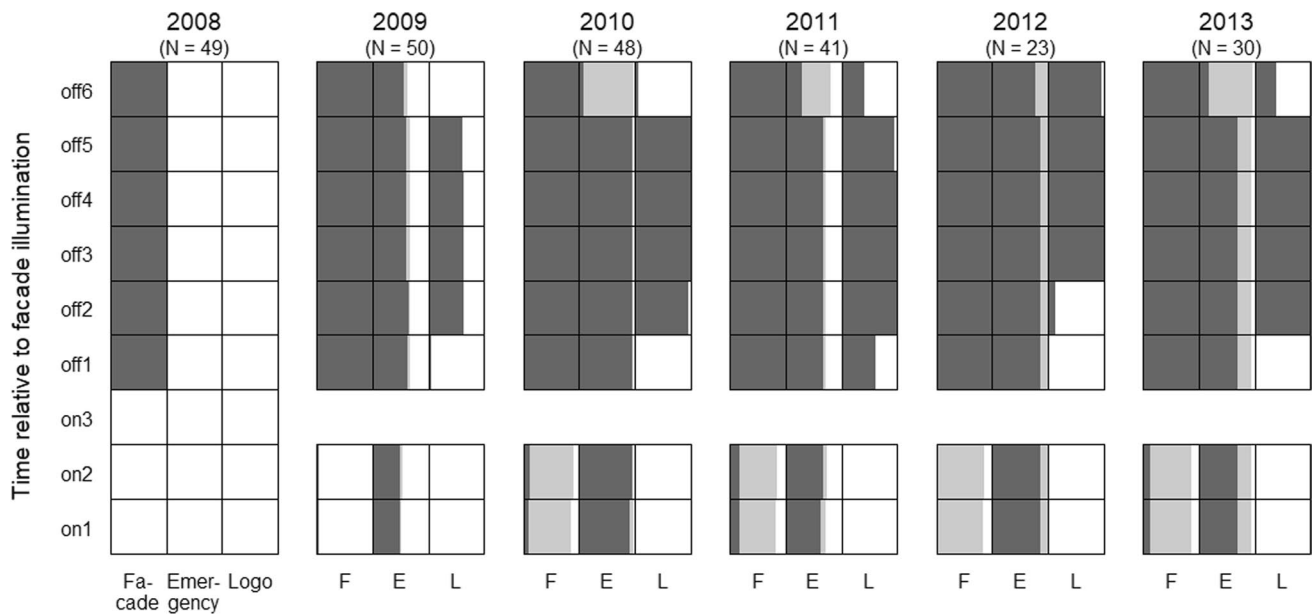 2008 2009 2010 2011 2012 2013
(N = 49) (N = 50) (N = 48) (N = 41) (N = 23) (N = 30)
Time relative to facade illumination
off6
off5
off4
off3
off2
off1
on3
on2
on1
Fa- Emer- Logo F E L F E L F E L F E L F E L
cade gency